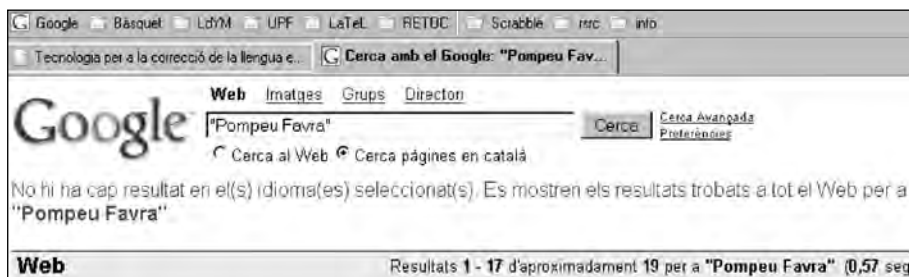 Google Bàsquet LdYM UPF LaTeL RETOC Scrabble rsrc info
Tecnologia per a la correcció de la llengua e... Cerca amb el Google: "Pompeu Fav...
Web Imatges Grups Directori
Google "Pompeu Favra" Cerca Cerca Avançada
Preferències
Cerca al Web Cerca pàgines en català
No hi ha cap resultat en el(s) idioma(es) seleccionat(s). Es mostren els resultats trobats a tot el Web per a
"Pompeu Favra"
Web Resultats 1 - 17 d'aproximadament 19 per a "Pompeu Favra". (0,57 seg